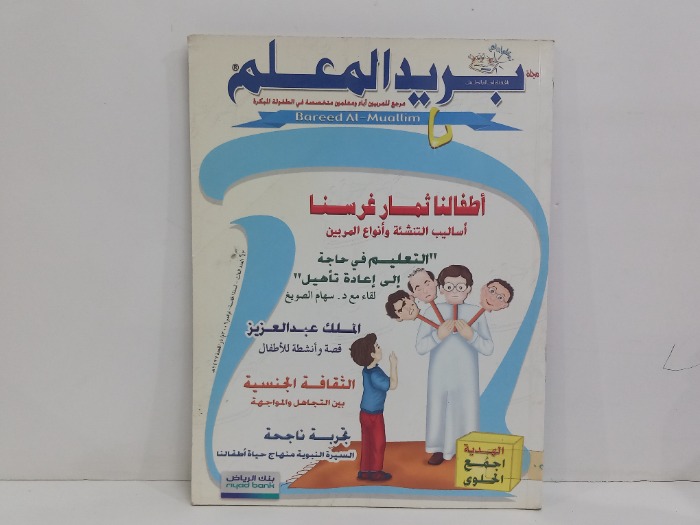 مجلة
بريد المعلم®
مرجع للمربين آباء ومعلمين متخصصة في الطفولة المبكرة
Bareed Al-Muallim
أطفالنا ثمار غرسنا
أساليب التنشئة وأنواع المربين
"التعليم في حاجة
إلى إعادة تأهيل"
لقاء مع د. سهام الصويغ
الملك عبدالعزيز
قصة وأنشطة للأطفال
الثقافة الجنسية
بين التجاهل والمواجهة
تجربة ناجحة
السيرة النبوية منهاج حياة أطفالنا
بنك الرياض
riyad bank
الهدية
اجمع
الحلوى